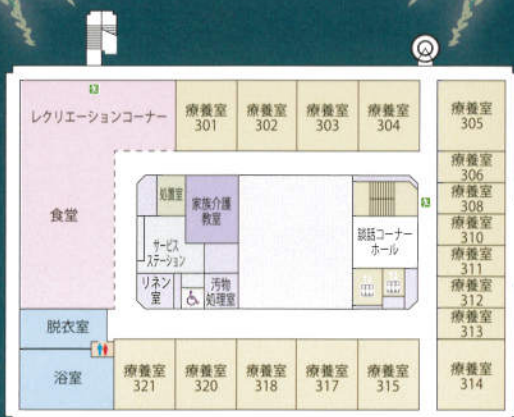 レクリエーションコーナー
療養室
301
療養室
302
療養室
303
療養室
304
療養室
305
療養室
306
療養室
308
療養室
310
療養室
311
療養室
312
療養室
313
療養室
314
食堂
処置室
家族介護
教室
サービス
ステーション
リネン
室
汚物
処理室
談話コーナー
ホール
脱衣室
浴室
療養室
321
療養室
320
療養室
318
療養室
317
療養室
315